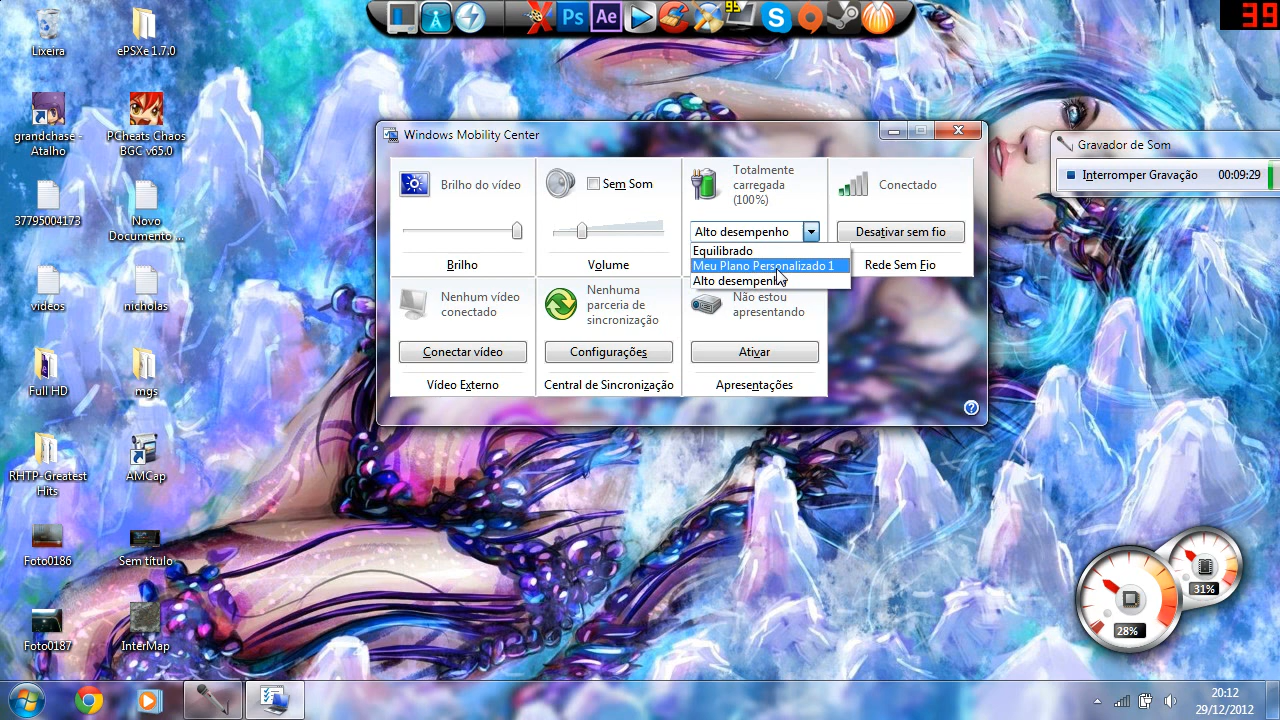 Lixeira
ePSXe 1.7.0
grandchase - Atalho
PCheats Chaos
BGC v65.0
37795004173
Novo
Documento ...
videos
nicholas
Full HD
mgs
RHTP-Greatest
Hits
AMCap
Foto0186
Sem título
Foto0187
InterMap
Ps
Ae
95
39
Windows Mobility Center
Brilho do vídeo
Brilho
Sem Som
Volume
Totalmente
carregada
(100%)
Alto desempenho
Equilibrado
Meu Plano Personalizado 1
Alto desempenho
Conectado
Desativar sem fio
Rede Sem Fio
Nenhum vídeo
conectado
Conectar vídeo
Vídeo Externo
Nenhuma
parceria de
sincronização
Configurações
Central de Sincronização
Não estou
apresentando
Ativar
Apresentações
Gravador de Som
Interromper Gravação
00:09:29
31%
28%
20:12
29/12/2012